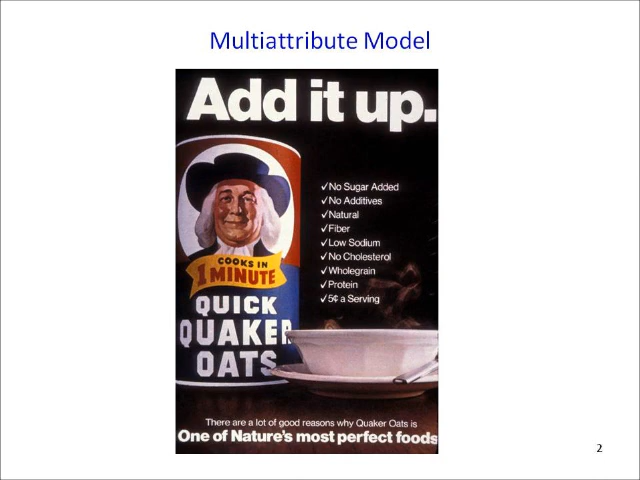 Multiattribute Model
Add it up.
✓No Sugar Added
✓No Additives
✓Natural
✓Fiber
✓Low Sodium
✓No Cholesterol
✓Wholegrain
✓Protein
✓5¢ a Serving
COOKS IN
1 MINUTE
QUICK
QUAKER
OATS
There are a lot of good reasons why Quaker Oats is
One of Nature's most perfect foods
2